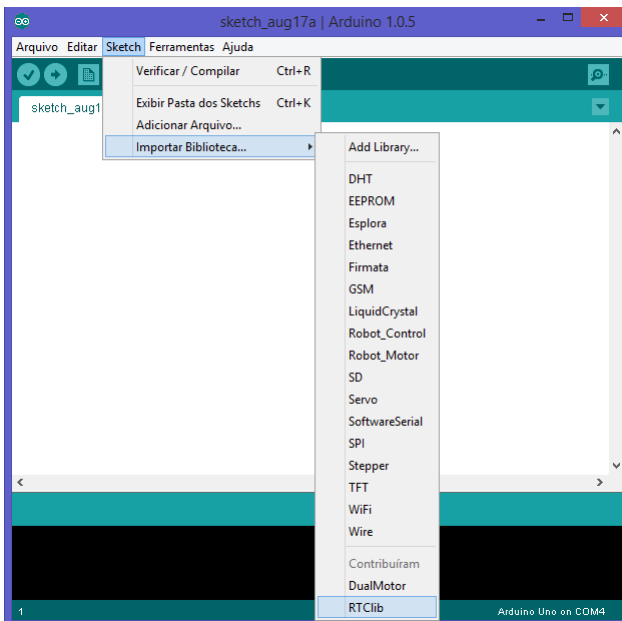 sketch_aug17a | Arduino 1.0.5
Arquivo Editar Sketch Ferramentas Ajuda
Verificar / Compilar Ctrl+R
Exibir Pasta dos Sketchs Ctrl+K
sketch_aug1
Adicionar Arquivo...
Importar Biblioteca...
Add Library...
DHT
EEPROM
Esplora
Ethernet
Firmata
GSM
LiquidCrystal
Robot_Control
Robot_Motor
SD
Servo
SoftwareSerial
SPI
Stepper
TFT
WiFi
Wire
Contribuíram
DualMotor
RTClib
1 Arduino Uno on COM4